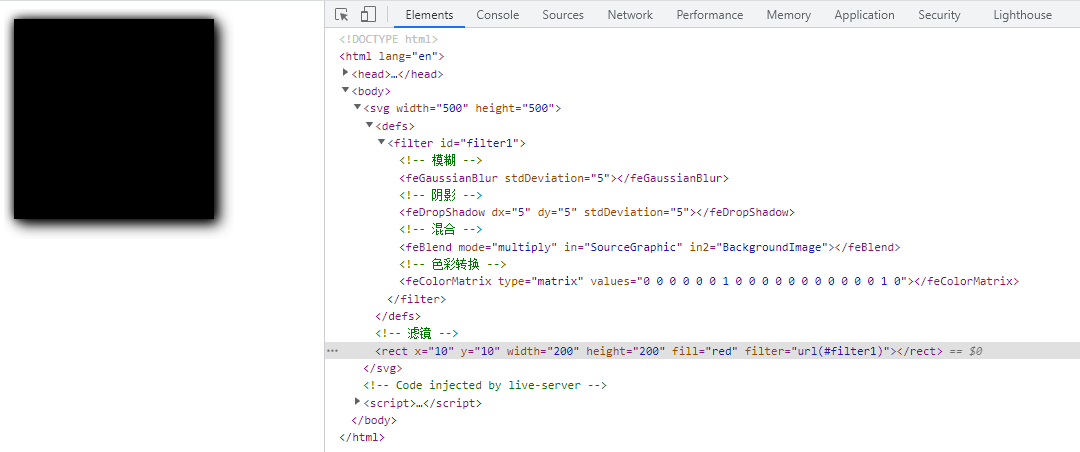 Elements Console Sources Network Performance Memory Application Security Lighthouse
<!DOCTYPE html>
<html lang="en">
<head>…</head>
<body>
<svg width="500" height="500">
<defs>
<filter id="filter1">
<!-- 模糊 -->
<feGaussianBlur stdDeviation="5"></feGaussianBlur>
<!-- 阴影 -->
<feDropShadow dx="5" dy="5" stdDeviation="5"></feDropShadow>
<!-- 混合 -->
<feBlend mode="multiply" in="SourceGraphic" in2="BackgroundImage"></feBlend>
<!-- 色彩转换 -->
<feColorMatrix type="matrix" values="0 0 0 0 0 0 1 0 0 0 0 0 0 0 0 0 0 0 1 0"></feColorMatrix>
</filter>
</defs>
<!-- 滤镜 -->
<rect x="10" y="10" width="200" height="200" fill="red" filter="url(#filter1)"></rect> == $0
</svg>
<!-- Code injected by live-server -->
<script>…</script>
</body>
</html>